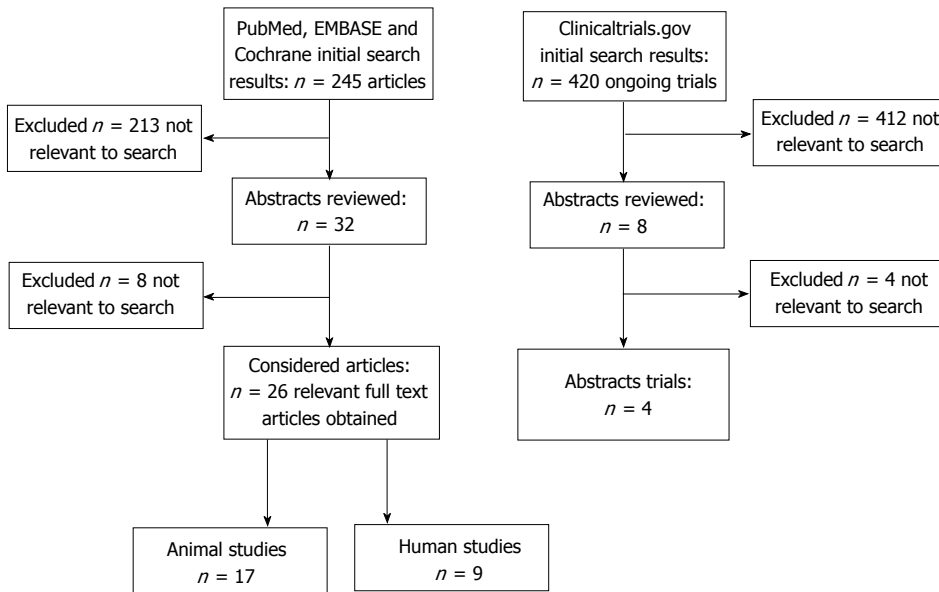 PubMed, EMBASE and
Cochrane initial search
results: n = 245 articles
Excluded n = 213 not
relevant to search
Abstracts reviewed:
n = 32
Excluded n = 8 not
relevant to search
Considered articles:
n = 26 relevant full text
articles obtained
Animal studies
n = 17
Human studies
n = 9
Clinicaltrials.gov
initial search results:
n = 420 ongoing trials
Excluded n = 412 not
relevant to search
Abstracts reviewed:
n = 8
Excluded n = 4 not
relevant to search
Abstracts trials:
n = 4